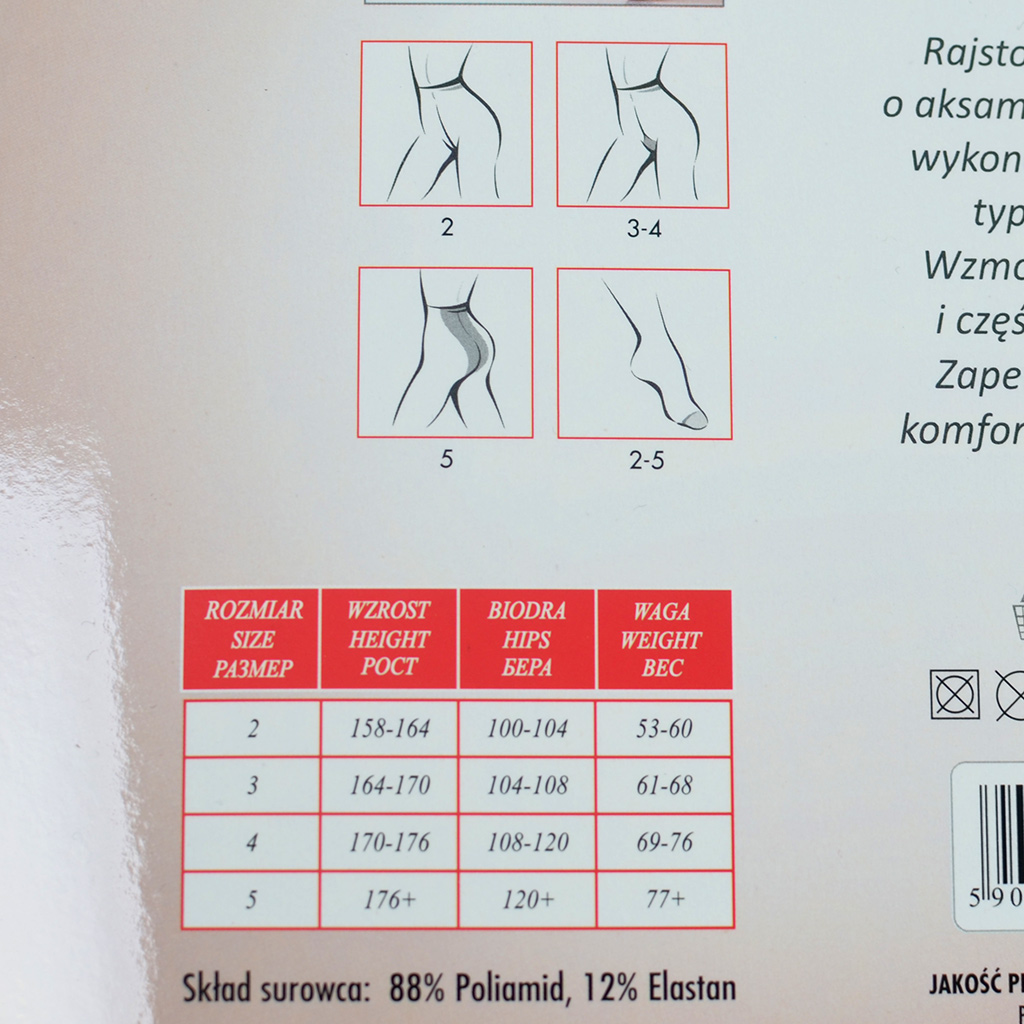 2
3-4
5
2-5
Rajsto
o aksam
wykon
typ
Wzmo
i częś
Zape
komfor
ROZMIAR WZROST BIODRA WAGA
SIZE HEIGHT HIPS WEIGHT
РАЗМЕР РОСТ БЕРА ВЕС
2 158-164 100-104 53-60
3 164-170 104-108 61-68
4 170-176 108-120 69-76
5 176+ 120+ 77+
5 90
Skład surowca: 88% Poliamid, 12% Elastan
JAKOŚĆ